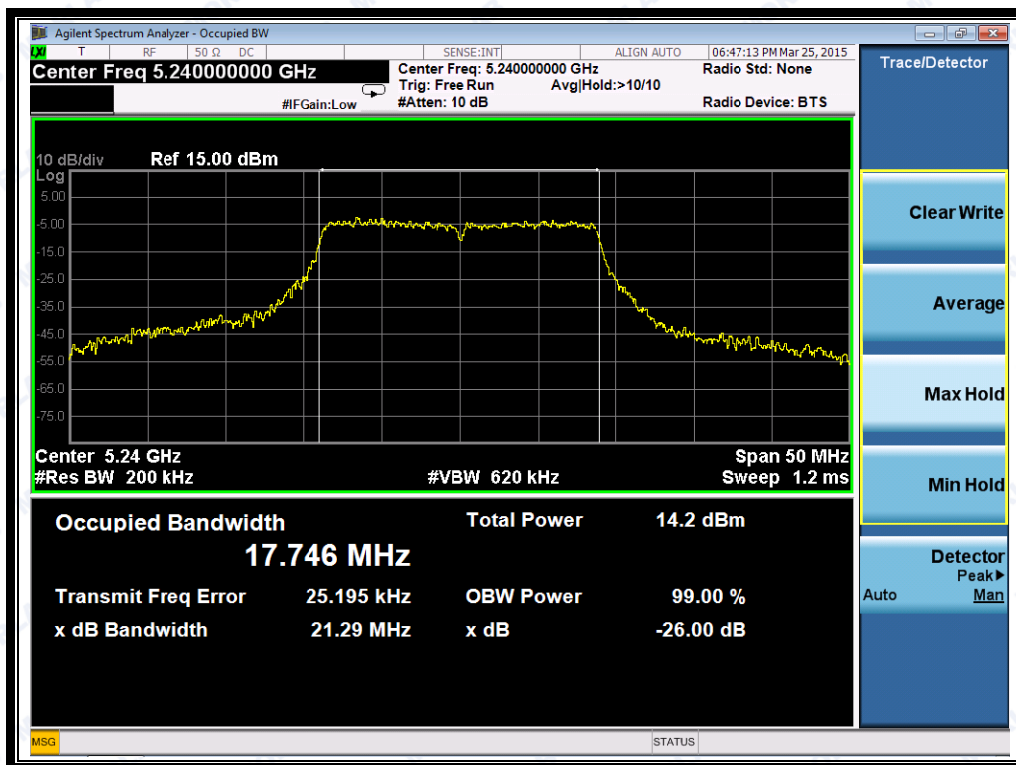 Agilent Spectrum Analyzer - Occupied BW
LXI T RF 50 Ω DC SENSE:INT ALIGN AUTO 06:47:13 PM Mar 25, 2015
Center Freq 5.240000000 GHz Center Freq: 5.240000000 GHz Radio Std: None
Trig: Free Run Avg|Hold:>10/10
#IFGain:Low #Atten: 10 dB Radio Device: BTS
Trace/Detector
10 dB/div Ref 15.00 dBm
Log
5.00
-5.00
-15.0
-25.0
-35.0
-45.0
-55.0
-65.0
-75.0
Center 5.24 GHz Span 50 MHz
#Res BW 200 kHz #VBW 620 kHz Sweep 1.2 ms
Occupied Bandwidth Total Power 14.2 dBm
17.746 MHz
Transmit Freq Error 25.195 kHz OBW Power 99.00 %
x dB Bandwidth 21.29 MHz x dB -26.00 dB
Clear Write
Average
Max Hold
Min Hold
Detector
Peak▶
Auto Man
MSG STATUS